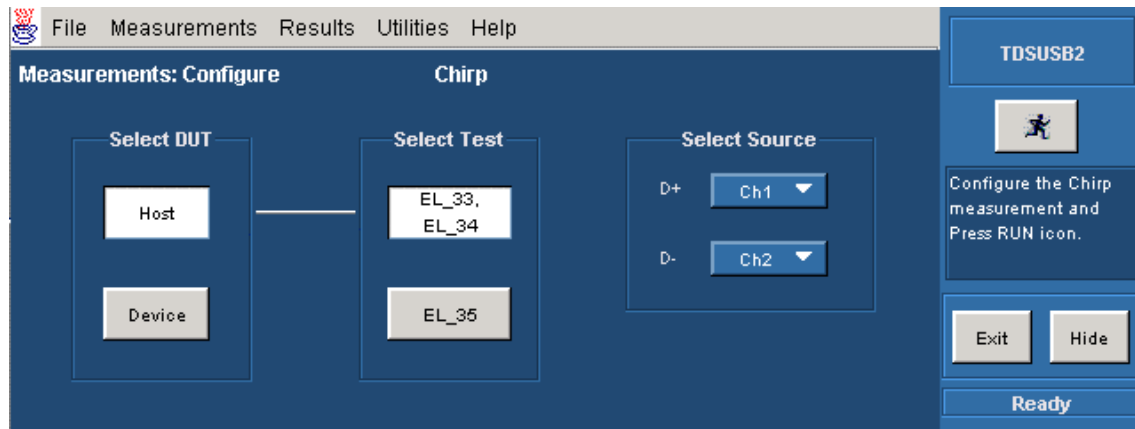 File Measurements Results Utilities Help
Measurements: Configure Chirp
Select DUT
Host
Device
Select Test
EL_33,
EL_34
EL_35
Select Source
D+ Ch1
D- Ch2
TDSUSB2
Configure the Chirp
measurement and
Press RUN icon.
Exit Hide
Ready